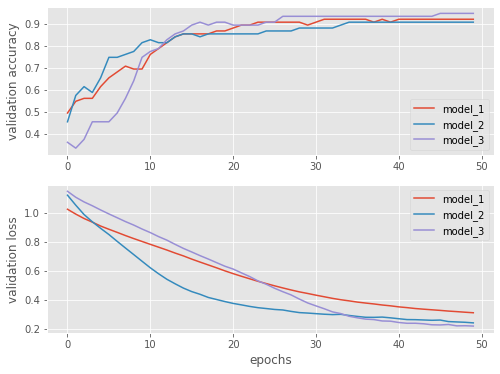 validation accuracy
0.9
0.8
0.7
0.6
0.5
0.4
0 10 20 30 40 50
model_1
model_2
model_3
validation loss
1.0
0.8
0.6
0.4
0.2
0 10 20 30 40 50
model_1
model_2
model_3
epochs